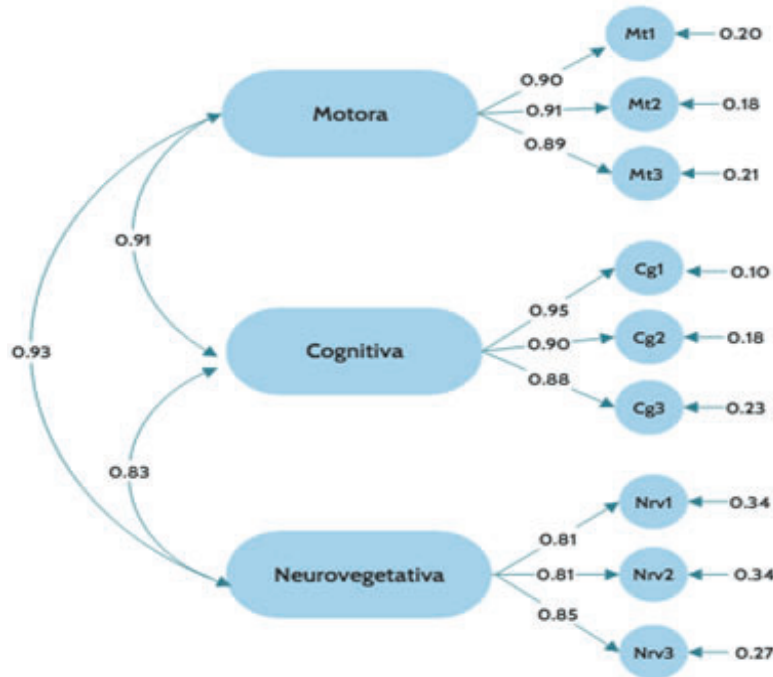 Mt1
0.20
0.90
Motora
0.91
Mt2
0.18
0.89
Mt3
0.21
0.91
Cg1
0.10
0.95
0.93
Cognitiva
0.90
Cg2
0.18
0.88
Cg3
0.23
0.83
Nrv1
0.34
0.81
Neurovegetativa
0.81
Nrv2
0.34
0.85
Nrv3
0.27